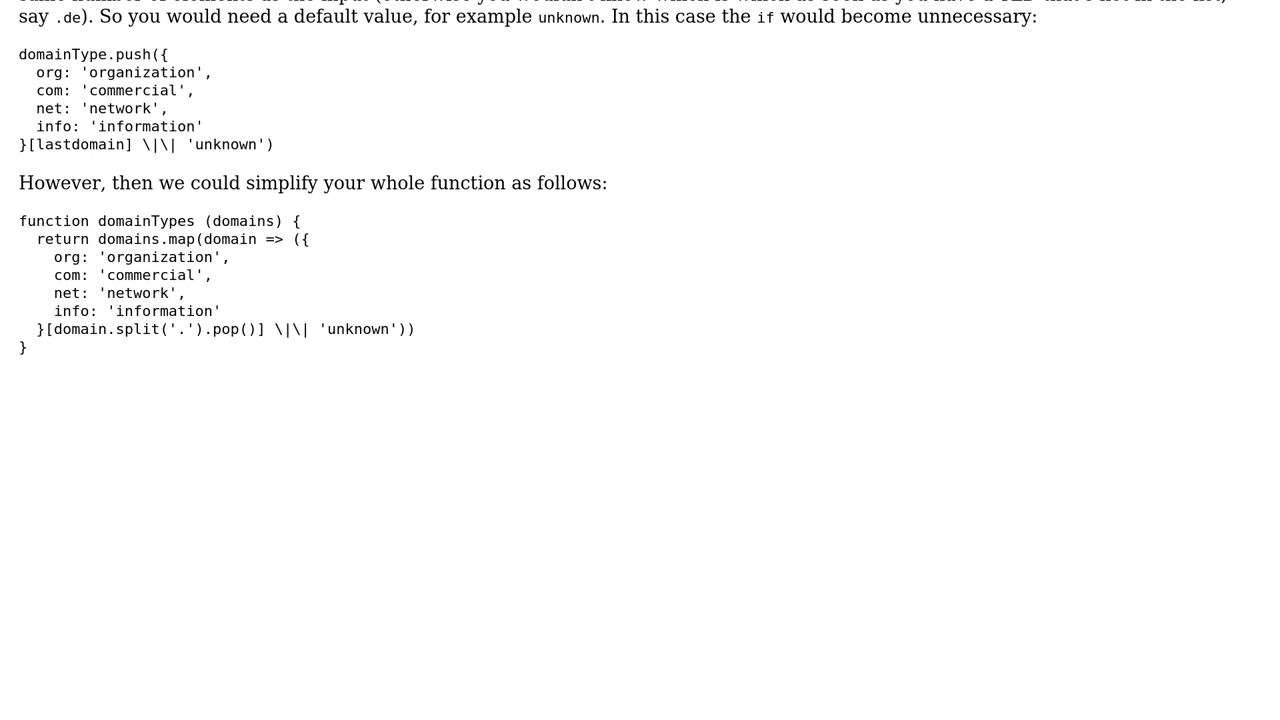 say .de). So you would need a default value, for example unknown. In this case the if would become unnecessary:
domainType.push({
  org: 'organization',
  com: 'commercial',
  net: 'network',
  info: 'information'
}[lastdomain] \|\| 'unknown')
However, then we could simplify your whole function as follows:
function domainTypes (domains) {
  return domains.map(domain => ({
    org: 'organization',
    com: 'commercial',
    net: 'network',
    info: 'information'
  }[domain.split('.').pop()] \|\| 'unknown'))
}